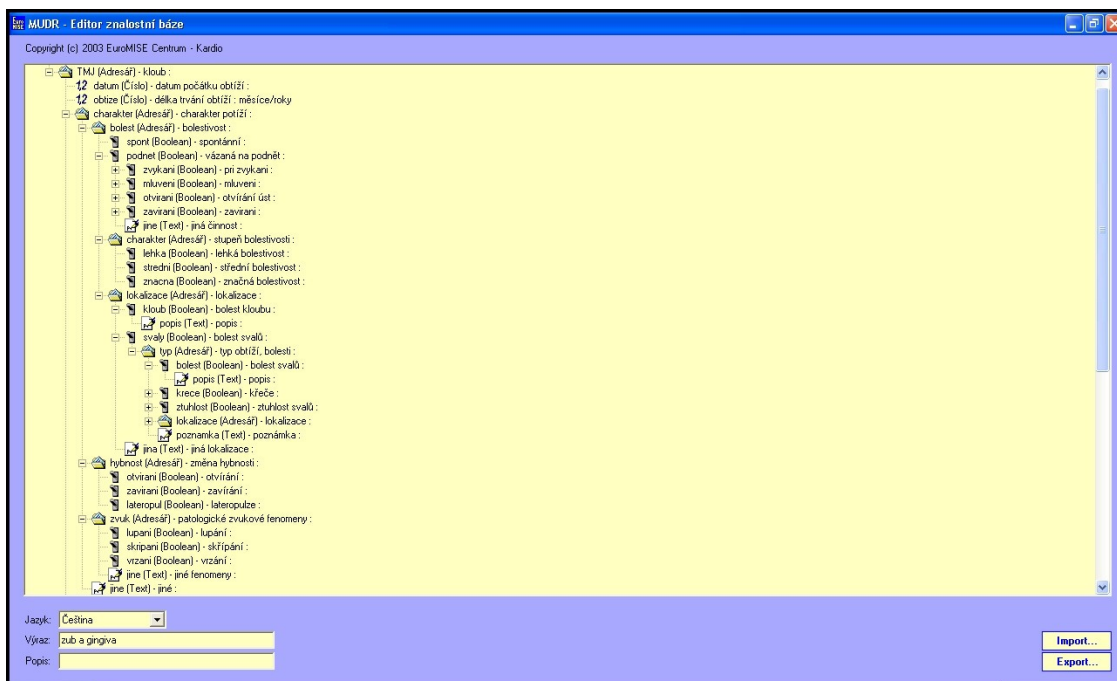 Euro MISE MUDR - Editor znalostní báze
Copyright (c) 2003 EuroMISE Centrum - Kardio
TMJ (Adresář) - kloub :
1,2 datum (Číslo) - datum počátku obtíží :
1,2 obtize (Číslo) - délka trvání obtíží : měsíce/roky
charakter (Adresář) - charakter potíží :
bolest (Adresář) - bolestivost :
spont (Boolean) - spontánní :
podnet (Boolean) - vázaná na podnět :
zvykani (Boolean) - pri zvykani :
mluveni (Boolean) - mluveni :
otvirani (Boolean) - otvírání úst :
zavirani (Boolean) - zavirani :
jine (Text) - jiná činnost :
charakter (Adresář) - stupeň bolestivosti :
lehka (Boolean) - lehká bolestivost :
stredni (Boolean) - střední bolestivost :
znacna (Boolean) - značná bolestivost :
lokalizace (Adresář) - lokalizace :
kloub (Boolean) - bolest kloubu :
popis (Text) - popis :
svaly (Boolean) - bolest svalů :
typ (Adresář) - typ obtíží, bolesti :
bolest (Boolean) - bolest svalů :
popis (Text) - popis :
krece (Boolean) - křeče :
ztuhlost (Boolean) - ztuhlost svalů :
lokalizace (Adresář) - lokalizace :
poznamka (Text) - poznámka :
jina (Text) - jiná lokalizace :
hybnost (Adresář) - změna hybnosti :
otvirani (Boolean) - otvírání :
zavirani (Boolean) - zavírání :
lateropul (Boolean) - lateropulze :
zvuk (Adresář) - patologické zvukové fenomeny :
lupani (Boolean) - lupání :
skripani (Boolean) - skřípání :
vrzani (Boolean) - vrzání :
jine (Text) - jiné fenomeny :
jine (Text) - jiné :
Jazyk: Čeština
Výraz: zub a gingiva
Popis:
Import...
Export...